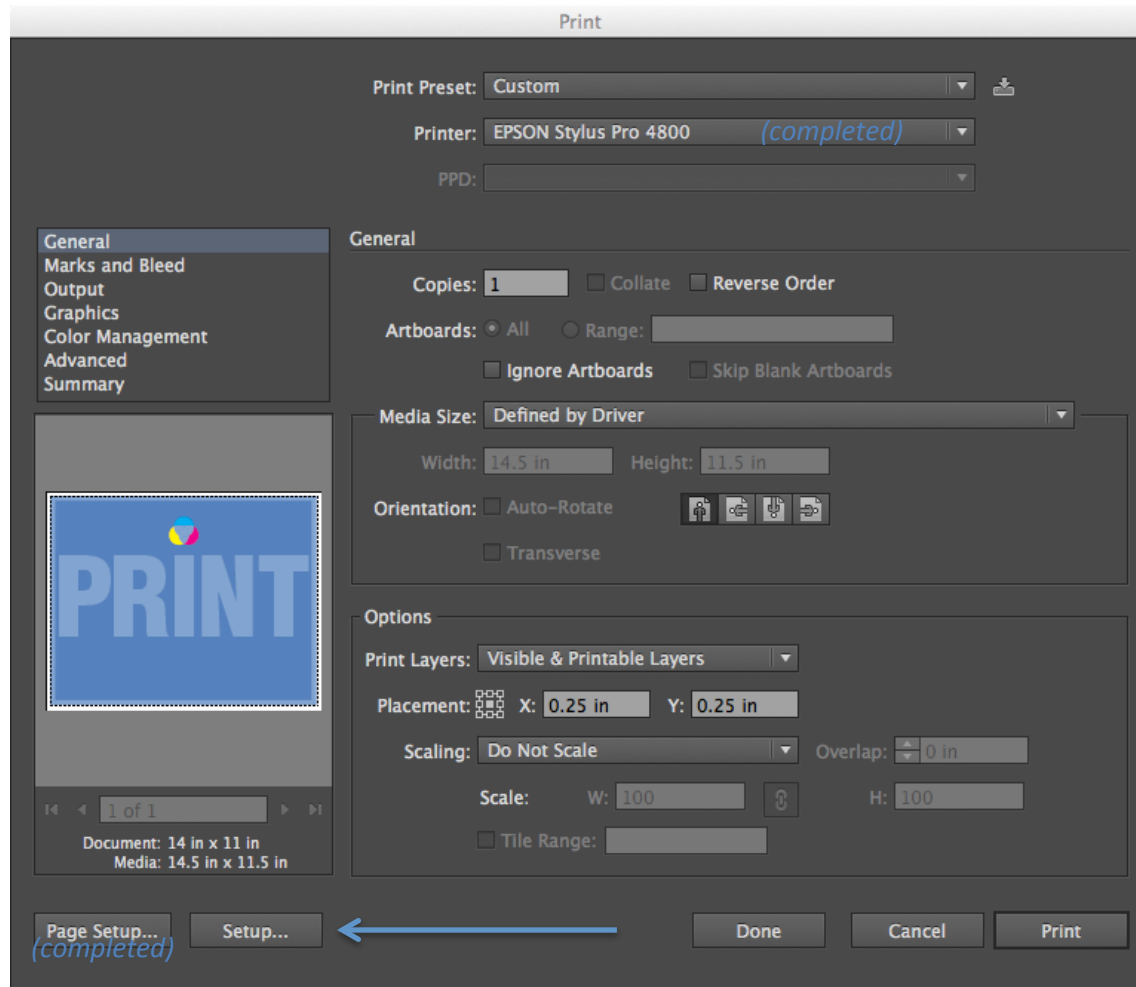 Print
Print Preset: Custom
Printer: EPSON Stylus Pro 4800 (completed)
PPD:
General
Marks and Bleed
Output
Graphics
Color Management
Advanced
Summary
General
Copies: 1 Collate Reverse Order
Artboards: All Range:
Ignore Artboards Skip Blank Artboards
Media Size: Defined by Driver
Width: 14.5 in Height: 11.5 in
Orientation: Auto-Rotate
Transverse
PRINT
Options
Print Layers: Visible & Printable Layers
Placement: X: 0.25 in Y: 0.25 in
Scaling: Do Not Scale Overlap: 0 in
Scale: W: 100 H: 100
Tile Range:
1 of 1
Document: 14 in x 11 in
Media: 14.5 in x 11.5 in
Page Setup... Setup... Done Cancel Print
(completed)